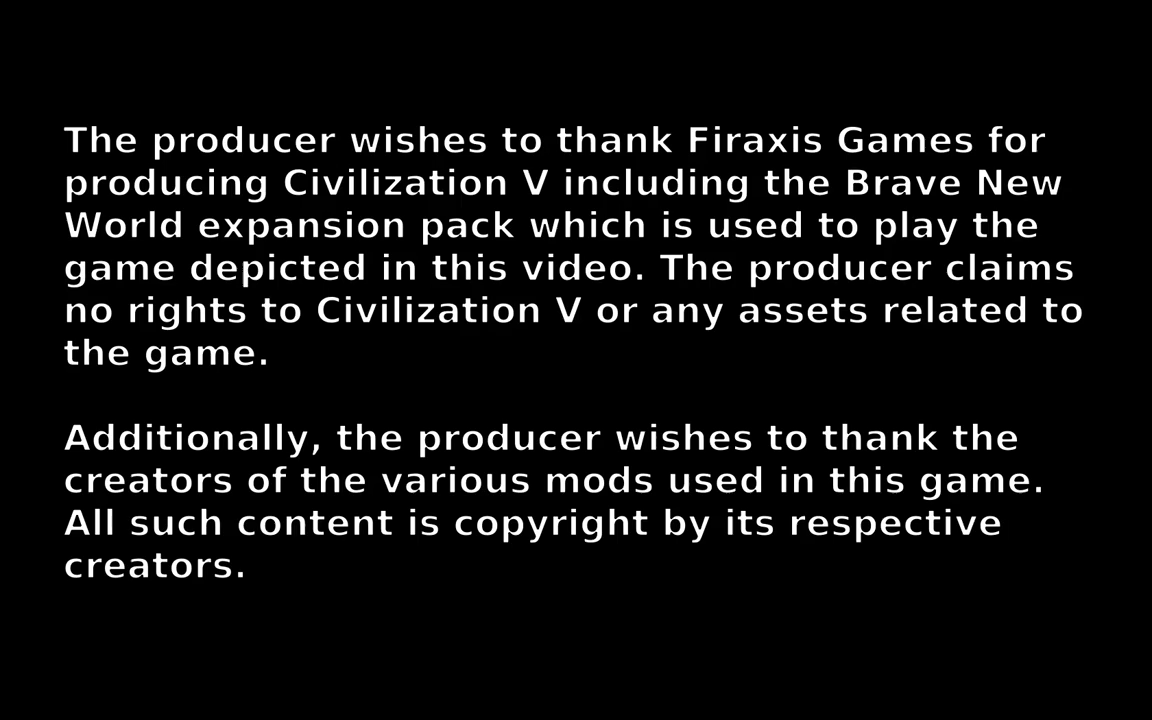 The producer wishes to thank Firaxis Games for
producing Civilization V including the Brave New
World expansion pack which is used to play the
game depicted in this video. The producer claims
no rights to Civilization V or any assets related to
the game.
Additionally, the producer wishes to thank the
creators of the various mods used in this game.
All such content is copyright by its respective
creators.